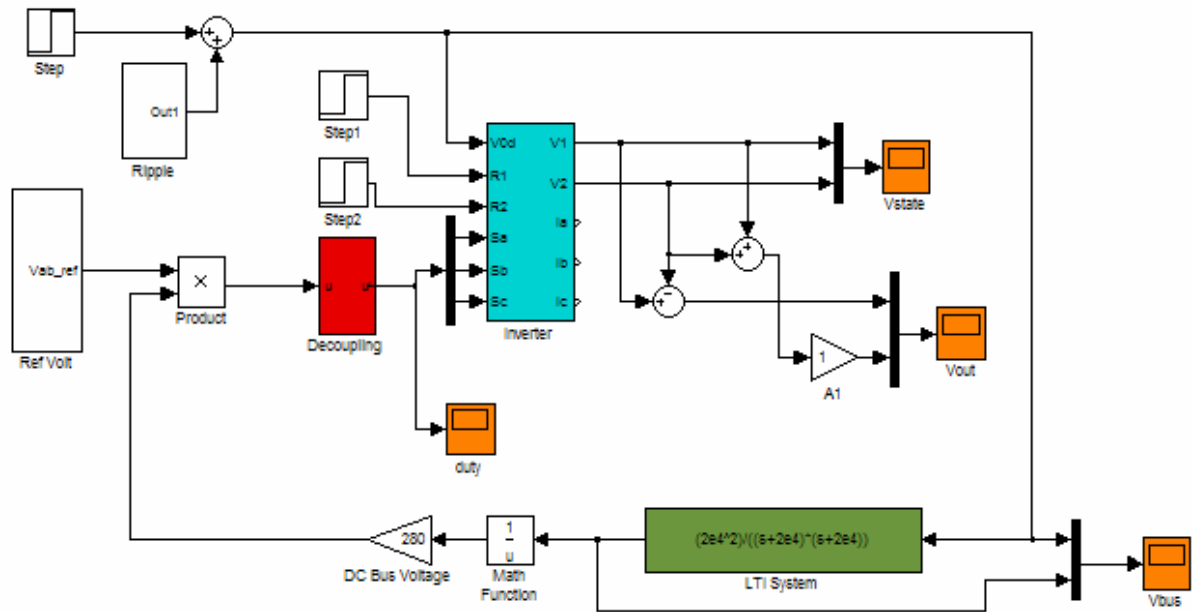 Step
+
+
Out1
Ripple
Step1
Step2
V0d
R1
R2
Sa
Sb
Sc
V1
V2
Ia
Ib
Ic
Inverter
Vstate
Vab_ref
Ref Volt
×
Product
u
u
Decoupling
+
+
−
+
1
A1
Vout
duty
280
DC Bus Voltage
1
u
Math
Function
(2e4^2)/((s+2e4)*(s+2e4))
LTI System
Vbus